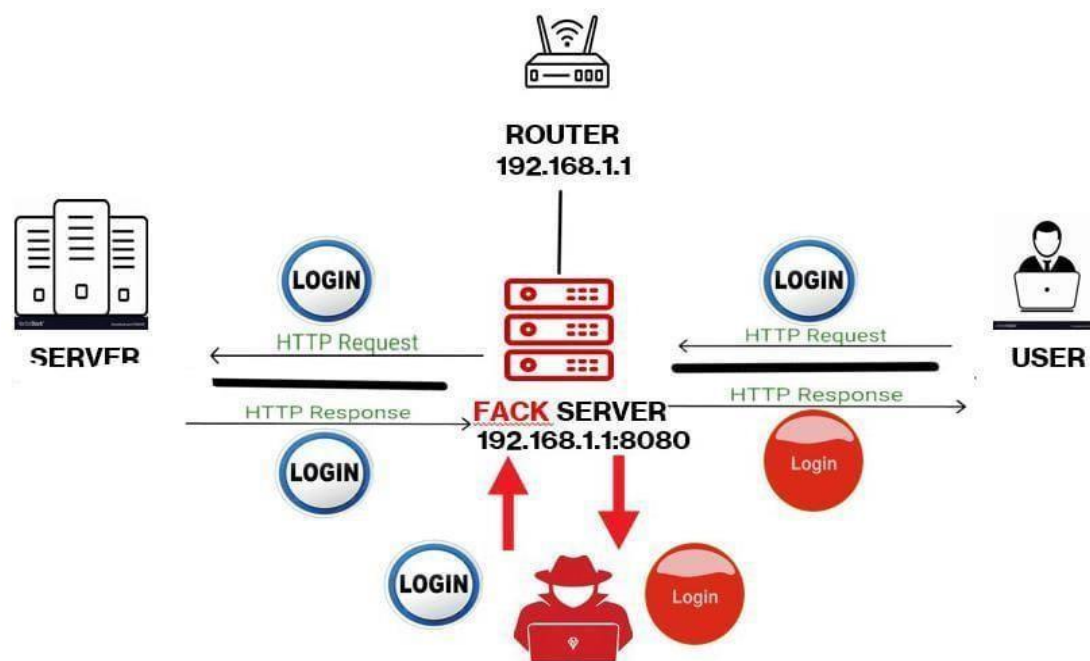 ROUTER
192.168.1.1
LOGIN
LOGIN
HTTP Request
HTTP Request
SERVER
USER
HTTP Response
HTTP Response
FACK SERVER
192.168.1.1:8080
LOGIN
Login
LOGIN
Login